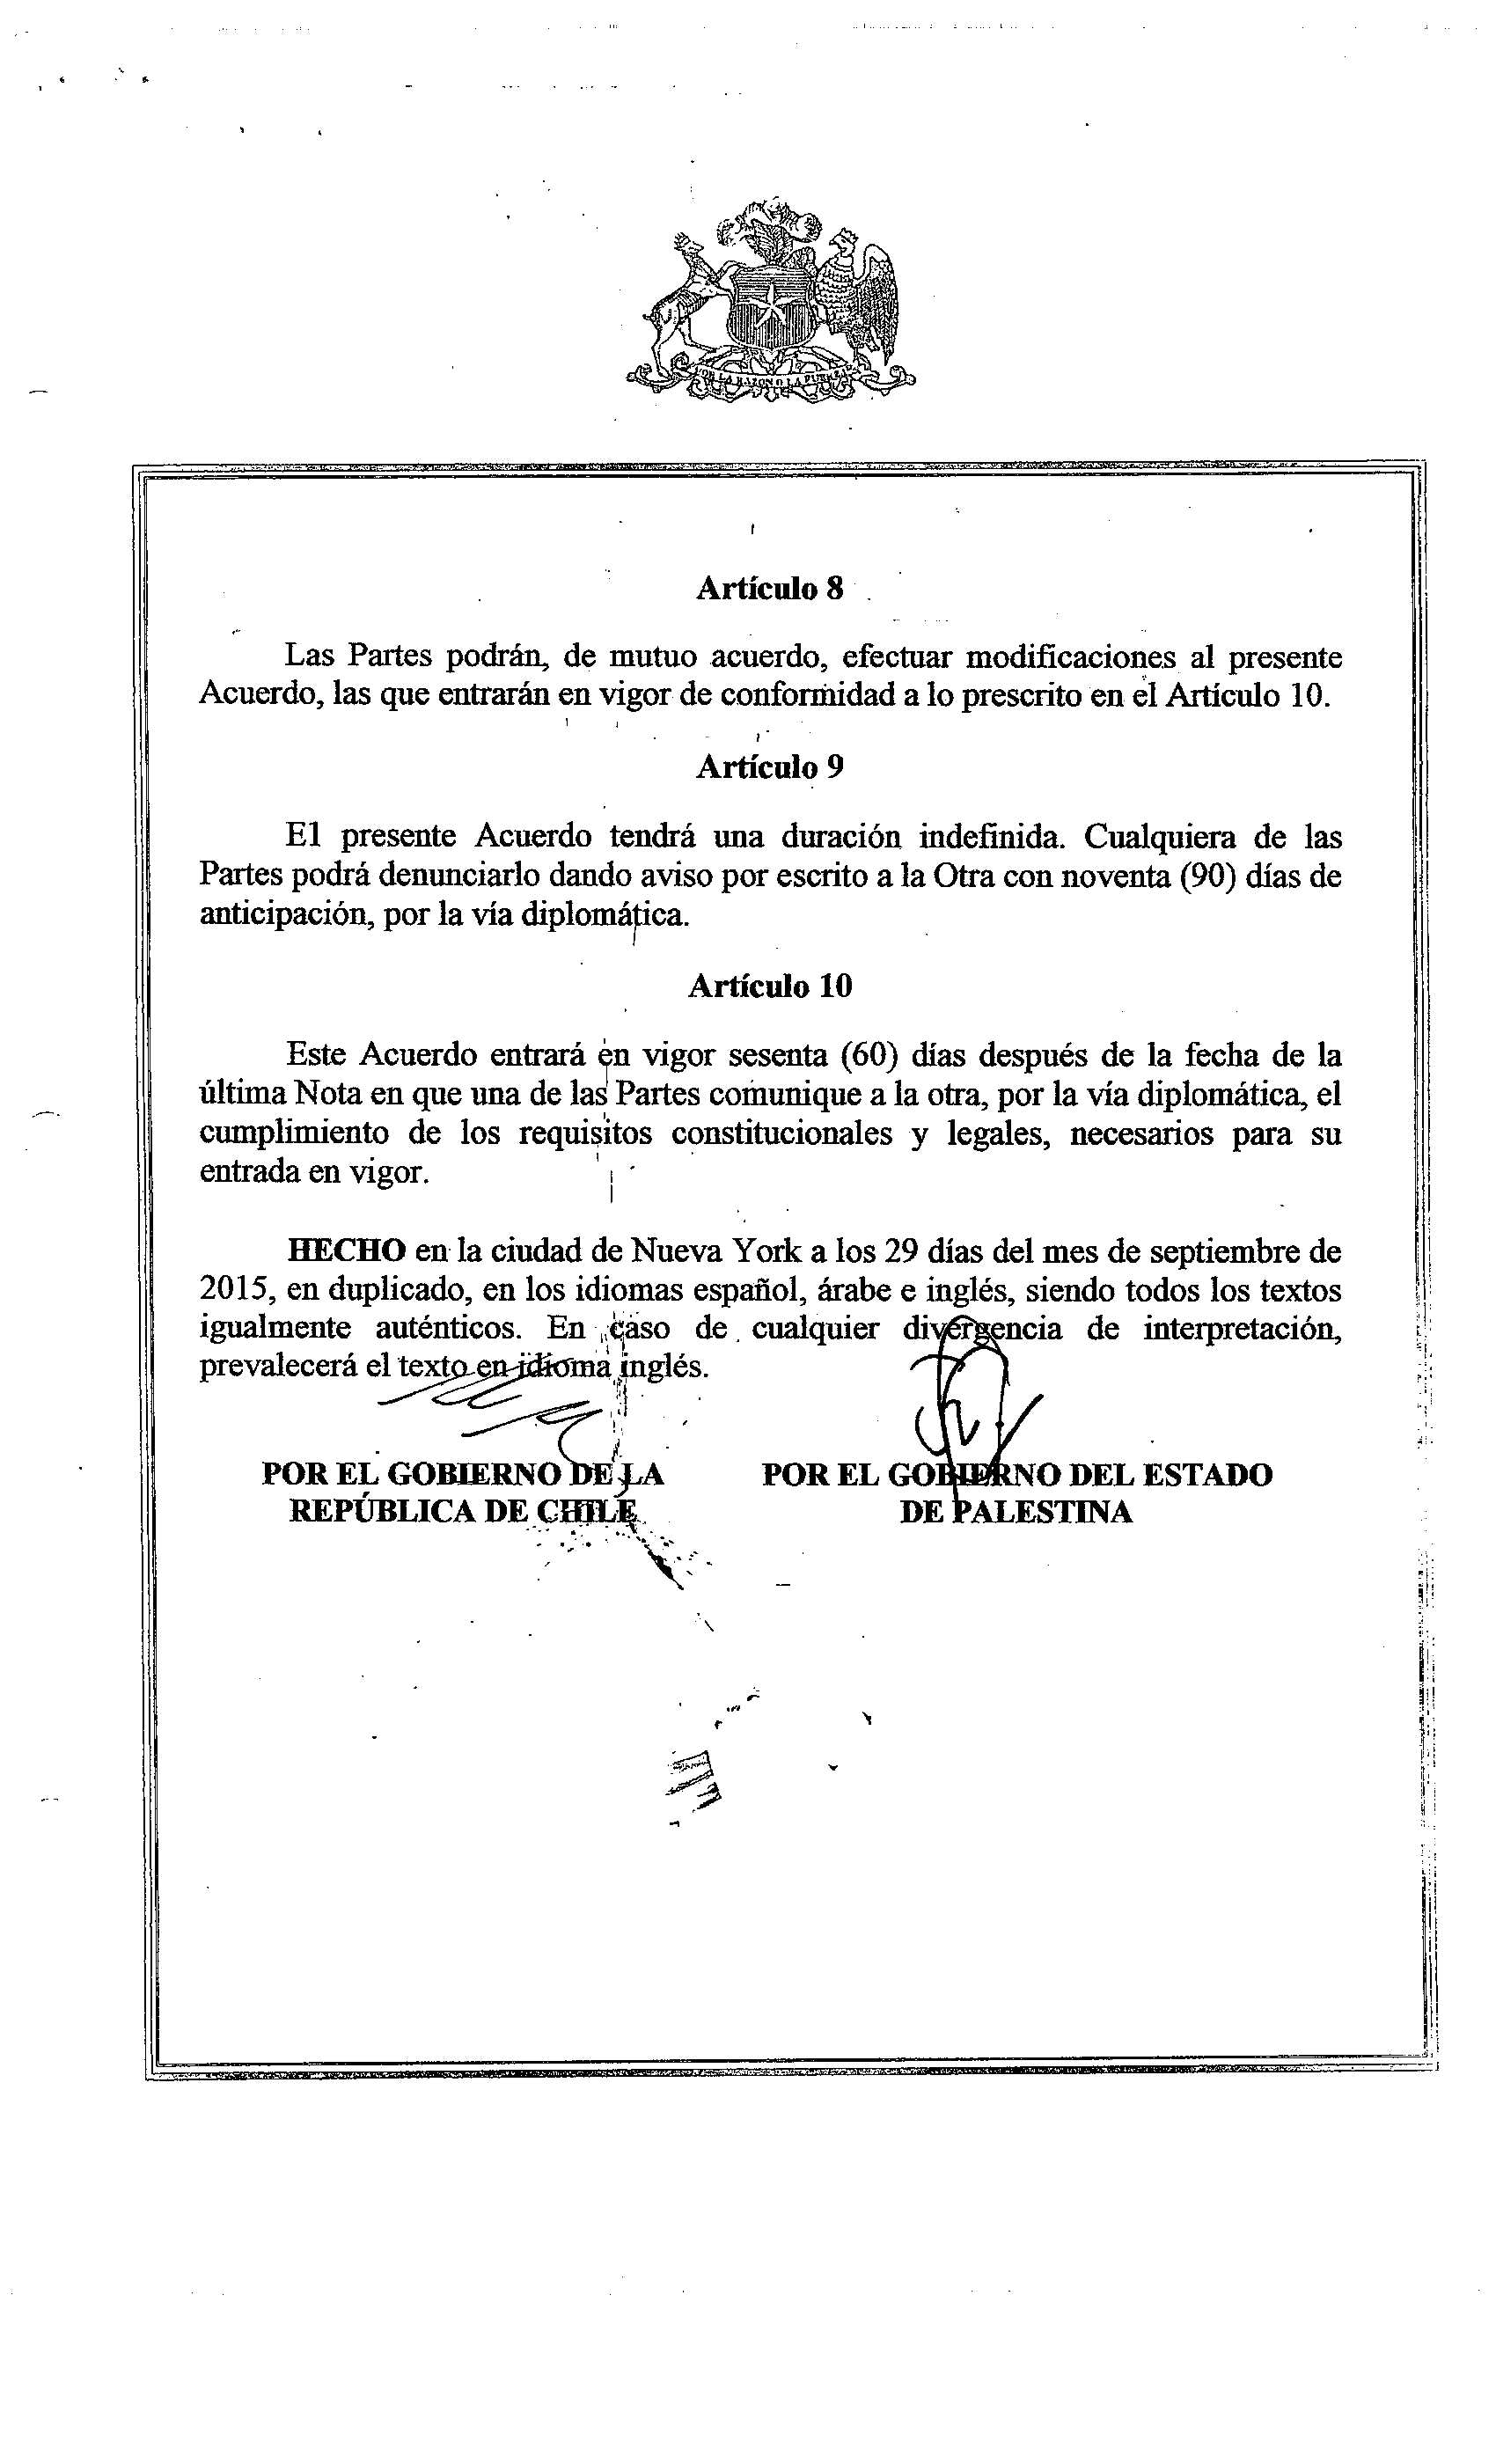 POR LA RAZON O LA FUERZA
Artículo 8
Las Partes podrán, de mutuo acuerdo, efectuar modificaciones al presente
Acuerdo, las que entrarán en vigor de conformidad a lo prescrito en el Artículo 10.
Artículo 9
El presente Acuerdo tendrá una duración indefinida. Cualquiera de las
Partes podrá denunciarlo dando aviso por escrito a la Otra con noventa (90) días de
anticipación, por la vía diplomática.
Artículo 10
Este Acuerdo entrará en vigor sesenta (60) días después de la fecha de la
última Nota en que una de las Partes comunique a la otra, por la vía diplomática, el
cumplimiento de los requisitos constitucionales y legales, necesarios para su
entrada en vigor.
HECHO en la ciudad de Nueva York a los 29 días del mes de septiembre de
2015, en duplicado, en los idiomas español, árabe e inglés, siendo todos los textos
igualmente auténticos. En caso de cualquier divergencia de interpretación,
prevalecerá el texto en idioma inglés.
POR EL GOBIERNO DE LA
REPÚBLICA DE CHILE
POR EL GOBIERNO DEL ESTADO
DE PALESTINA